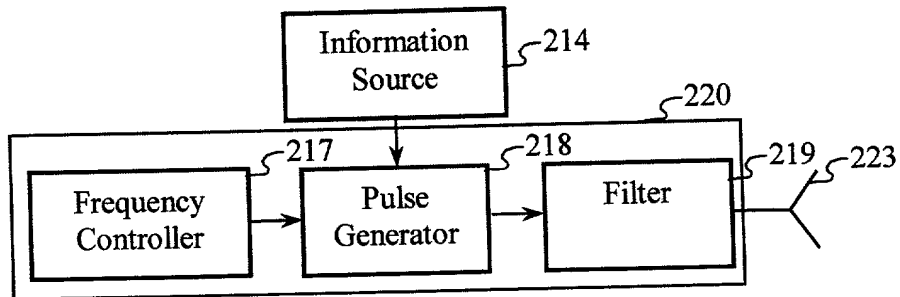 Information
Source
214
220
217
218
219
223
Frequency
Controller
Pulse
Generator
Filter